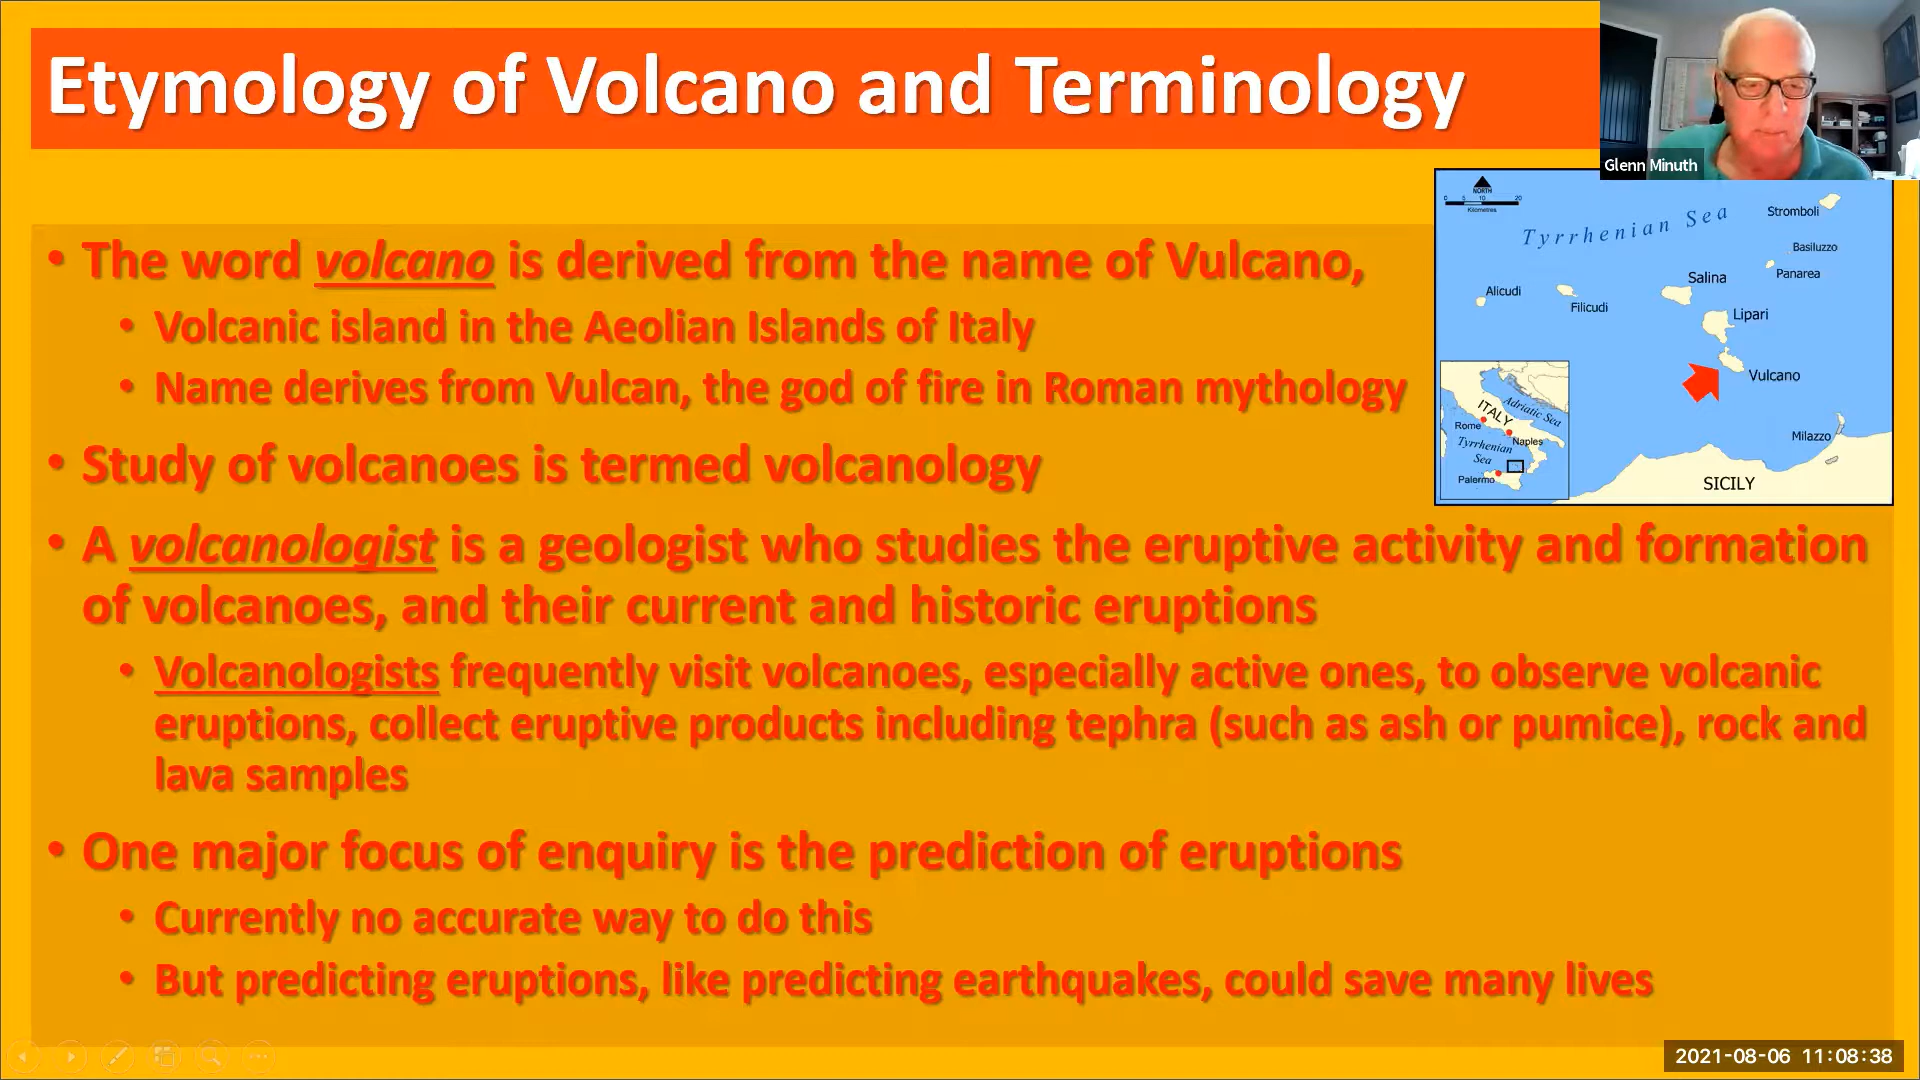 Etymology of Volcano and Terminology
Glenn Minuth
• The word volcano is derived from the name of Vulcano,
• Volcanic island in the Aeolian Islands of Italy
• Name derives from Vulcan, the god of fire in Roman mythology
• Study of volcanoes is termed volcanology
• A volcanologist is a geologist who studies the eruptive activity and formation
of volcanoes, and their current and historic eruptions
• Volcanologists frequently visit volcanoes, especially active ones, to observe volcanic
eruptions, collect eruptive products including tephra (such as ash or pumice), rock and
lava samples
• One major focus of enquiry is the prediction of eruptions
• Currently no accurate way to do this
• But predicting eruptions, like predicting earthquakes, could save many lives
NORTH
0 5 10 20
Kilometres
Tyrrhenian Sea
Stromboli
Basiluzzo
Panarea
Salina
Alicudi
Filicudi
Lipari
Vulcano
Milazzo
SICILY
ITALY
Adriatic Sea
Rome
Naples
Tyrrhenian
Sea
Palermo
2021-08-06 11:08:38